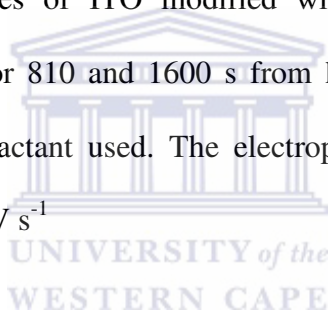 es of ITO modified wi
or 810 and 1600 s from
actant used. The electrop
V s⁻¹
UNIVERSITY of the
WESTERN CAPE